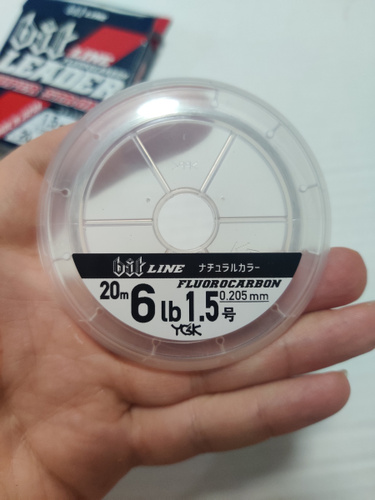 bit LINE
LEADER
bit LINE ナチュラルカラー
FLUOROCARBON
20m 6lb 1.5号 0.205mm
YGK